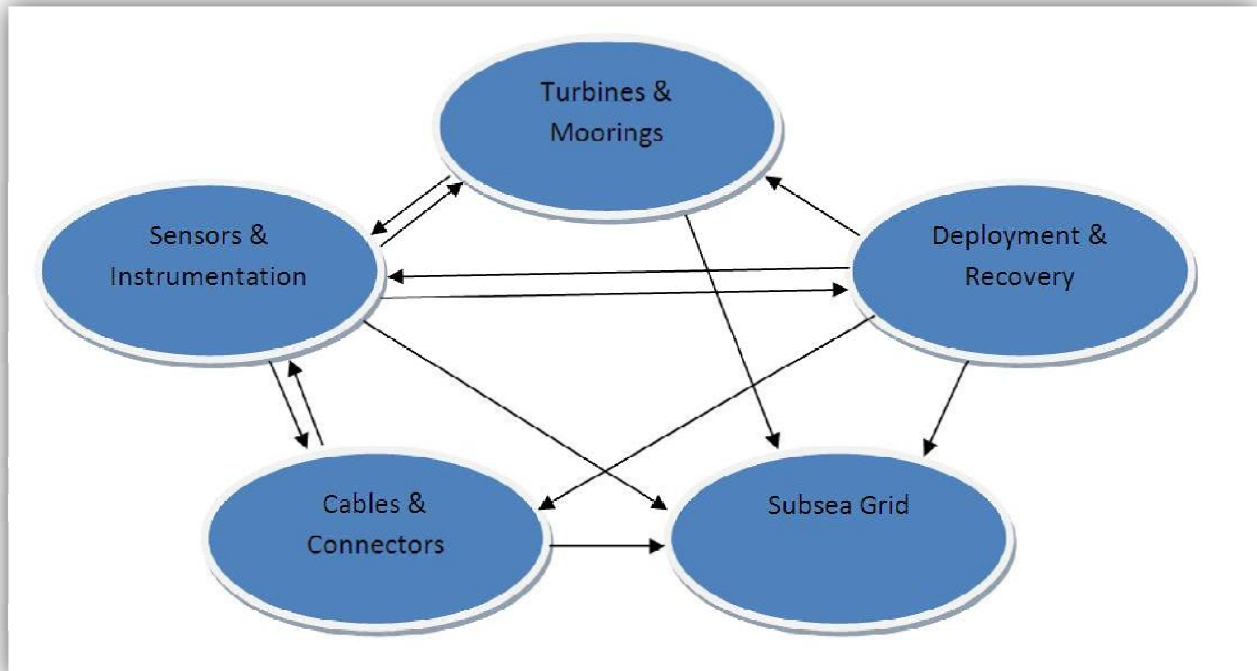 Turbines &
Moorings
Sensors &
Instrumentation
Deployment &
Recovery
Cables &
Connectors
Subsea Grid